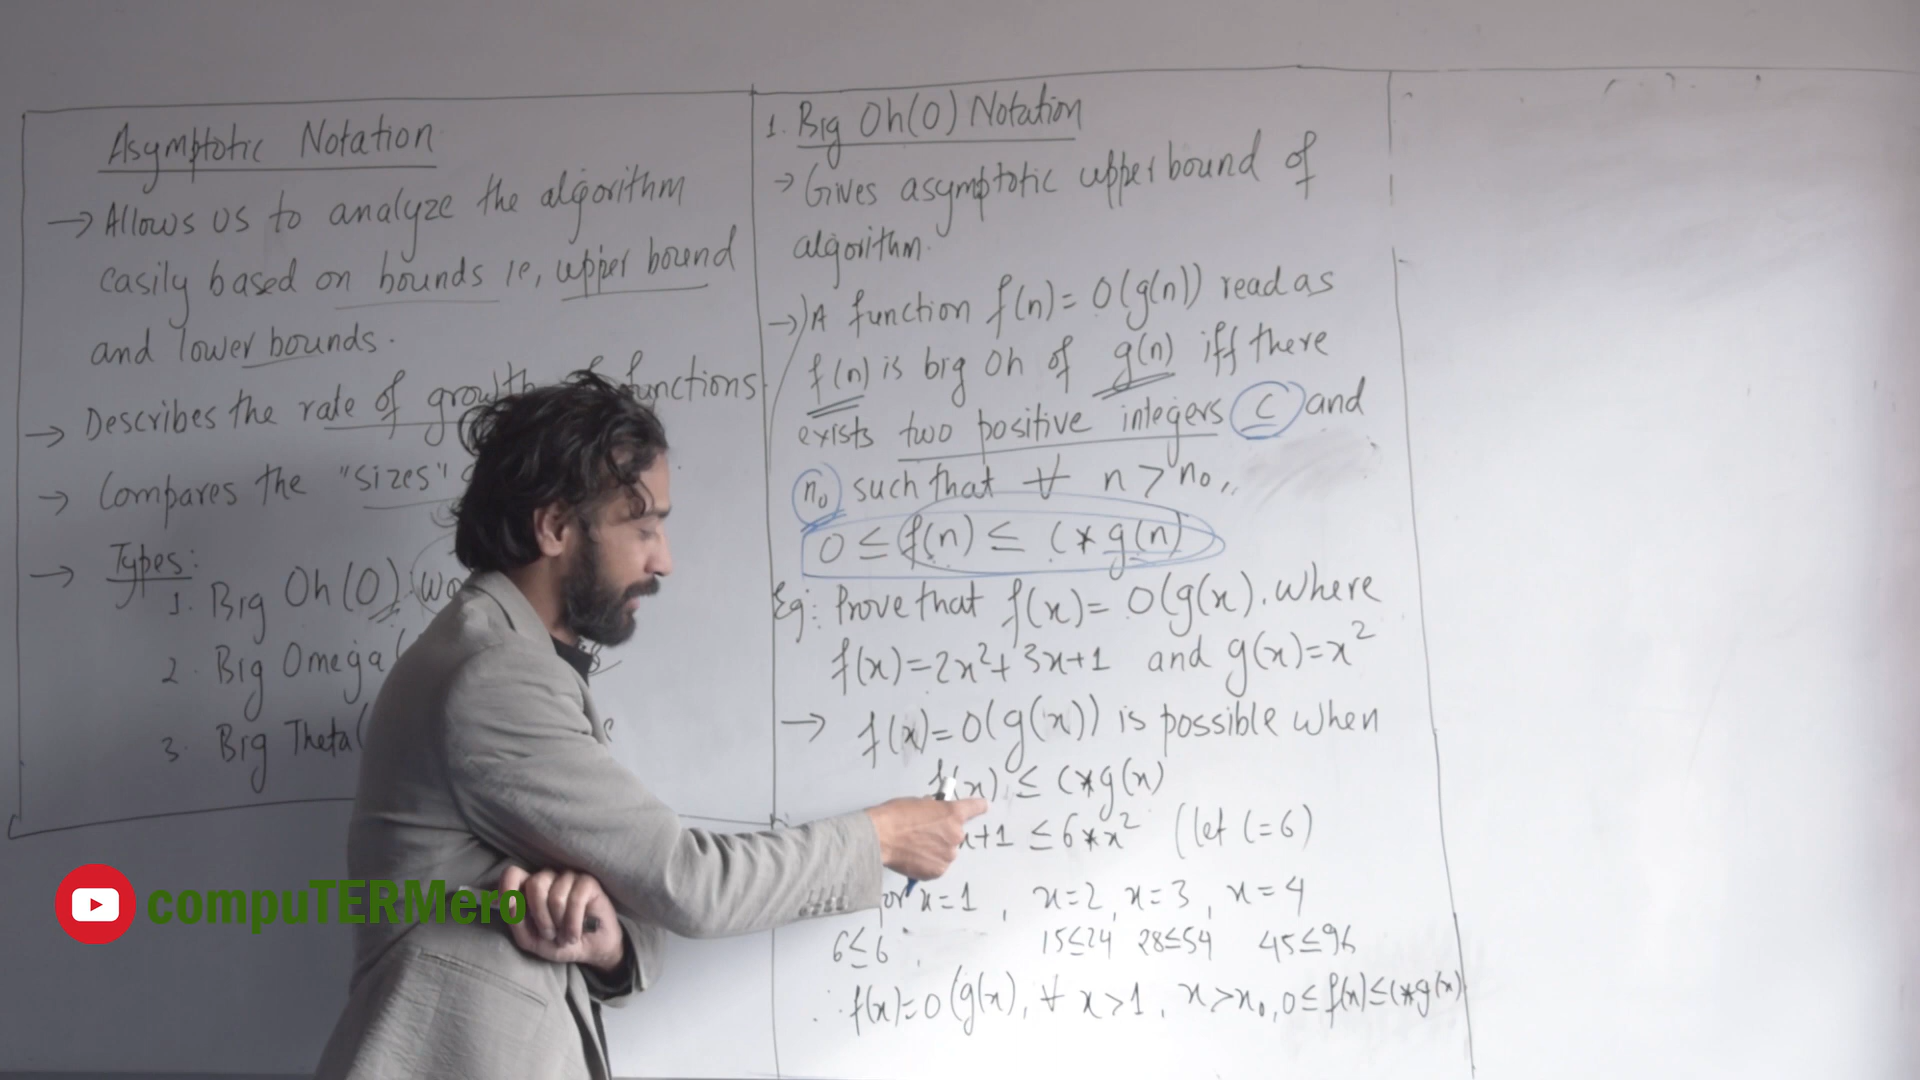 Asymptotic Notation
→ Allows us to analyze the algorithm
easily based on bounds ie, upper bound
and lower bounds.
→ Describes the rate of growth of functions
→ Compares the "sizes"
→ Types:
1. Big Oh(O)
2. Big Omega(
3. Big Theta(
1. Big Oh(O) Notation
→ Gives asymptotic upper bound of
algorithm.
→ A function f(n) = O(g(n)) read as
f(n) is big oh of g(n) iff there
exists two positive integers c and
n₀ such that ∀ n > n₀,,
0 ≤ f(n) ≤ c*g(n)
Eg: Prove that f(x) = O(g(x). where
f(x) = 2x²+3x+1 and g(x)=x²
→ f(x)=O(g(x)) is possible when
f(x) ≤ c*g(x)
x+1 ≤ 6*x² (let c=6)
for x=1, x=2, x=3, x=4
6≤6, 15≤24 28≤54 45≤96
∴ f(x)=O(g(x), ∀ x>1, x>x₀, 0≤f(x)≤c*g(x)
computerMero